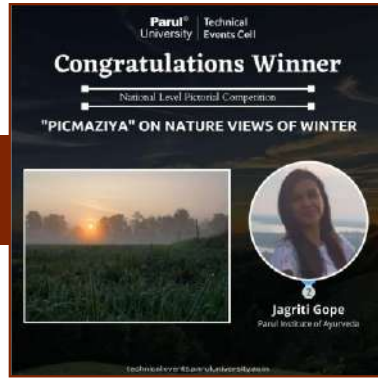 Parul® | Technical
University | Events Cell
Congratulations Winner
National Level Pictorial Competition
"PICMAZIYA" ON NATURE VIEWS OF WINTER
2
Jagriti Gope
Parul Institute of Ayurveda